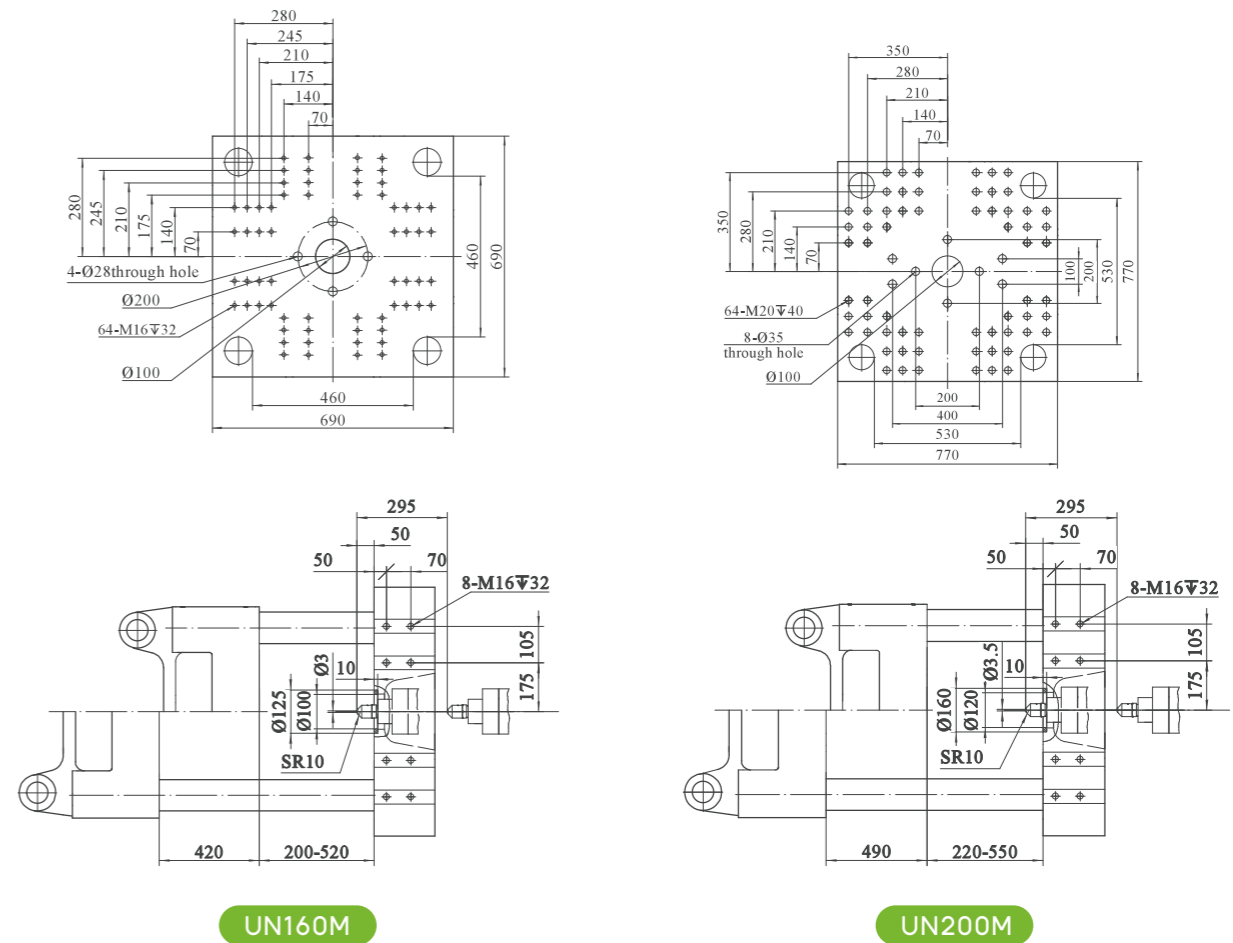 280
245
210
175
140
70
280
245
210
175
140
70
460
690
4-Ø28through hole
Ø200
64-M16↧32
Ø100
460
690
350
280
210
140
70
350
280
210
140
70
100
200
530
770
64-M20↧40
8-Ø35
through hole
Ø100
200
400
530
770
295
50
50
70
8-M16↧32
105
175
Ø3
10
Ø125
Ø100
SR10
420
200-520
UN160M
295
50
50
70
8-M16↧32
105
175
Ø3.5
10
Ø160
Ø120
SR10
490
220-550
UN200M